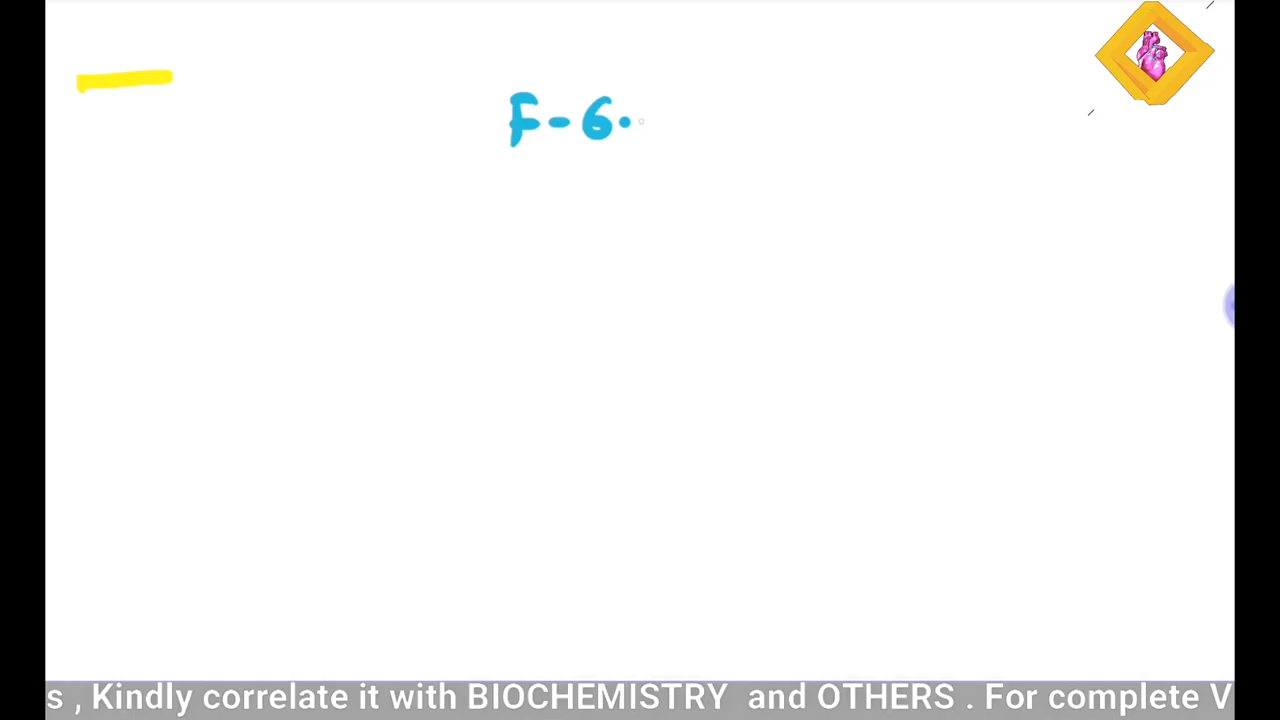 F-6.
s , Kindly correlate it with BIOCHEMISTRY and OTHERS . For complete V